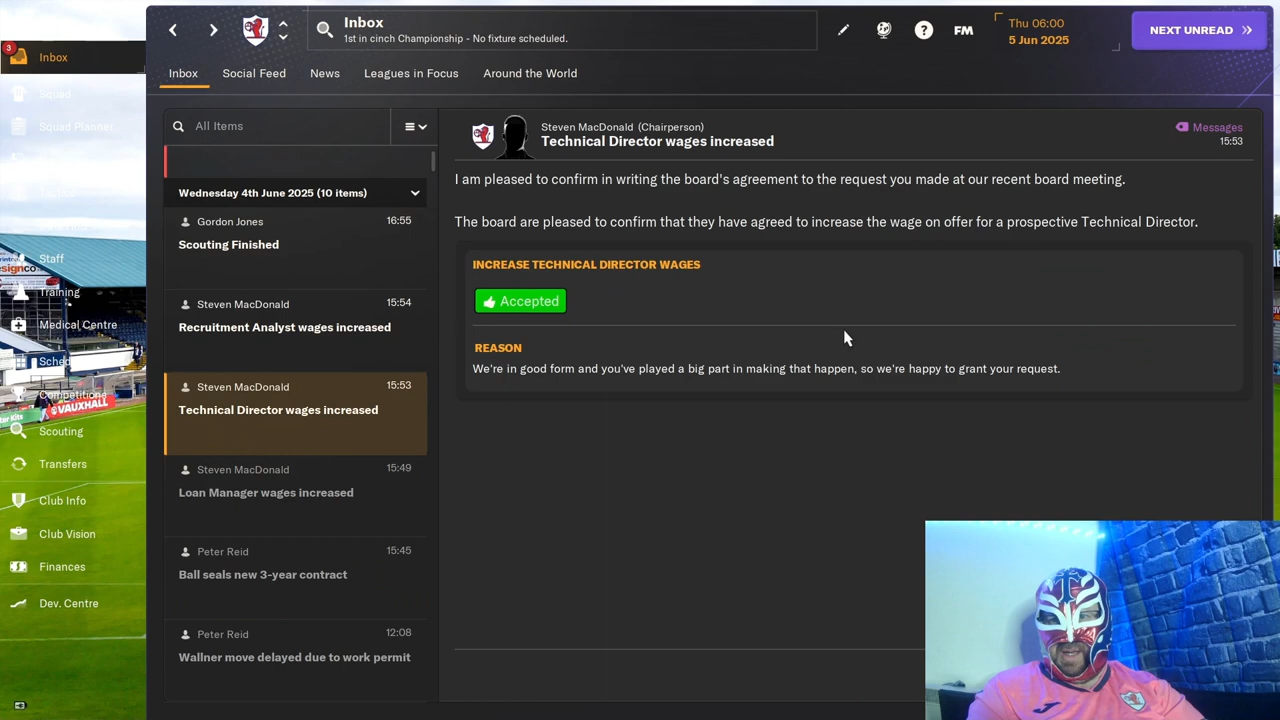 3
Inbox
Squad
Squad Planner
Staff
Training
Medical Centre
Sched
Competitions
Scouting
Transfers
Club Info
Club Vision
Finances
Dev. Centre
VAUXHALL
Inbox
1st in cinch Championship - No fixture scheduled.
?
FM
Thu 06:00
5 Jun 2025
NEXT UNREAD
Inbox
Social Feed
News
Leagues in Focus
Around the World
All Items
Wednesday 4th June 2025 (10 items)
Gordon Jones
16:55
Scouting Finished
Steven MacDonald
15:54
Recruitment Analyst wages increased
Steven MacDonald
15:53
Technical Director wages increased
Steven MacDonald
15:49
Loan Manager wages increased
Peter Reid
15:45
Ball seals new 3-year contract
Peter Reid
12:08
Wallner move delayed due to work permit
Steven MacDonald (Chairperson)
Technical Director wages increased
Messages
15:53
I am pleased to confirm in writing the board's agreement to the request you made at our recent board meeting.
The board are pleased to confirm that they have agreed to increase the wage on offer for a prospective Technical Director.
INCREASE TECHNICAL DIRECTOR WAGES
Accepted
REASON
We're in good form and you've played a big part in making that happen, so we're happy to grant your request.